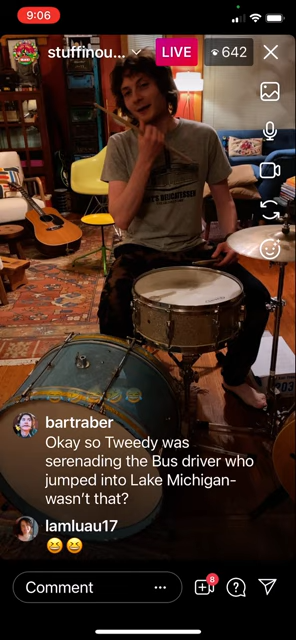 9:06
stuffinou...
LIVE
642
bartraber
Okay so Tweedy was
serenading the Bus driver who
jumped into Lake Michigan-
wasn't that?
lamluau17
Comment
8